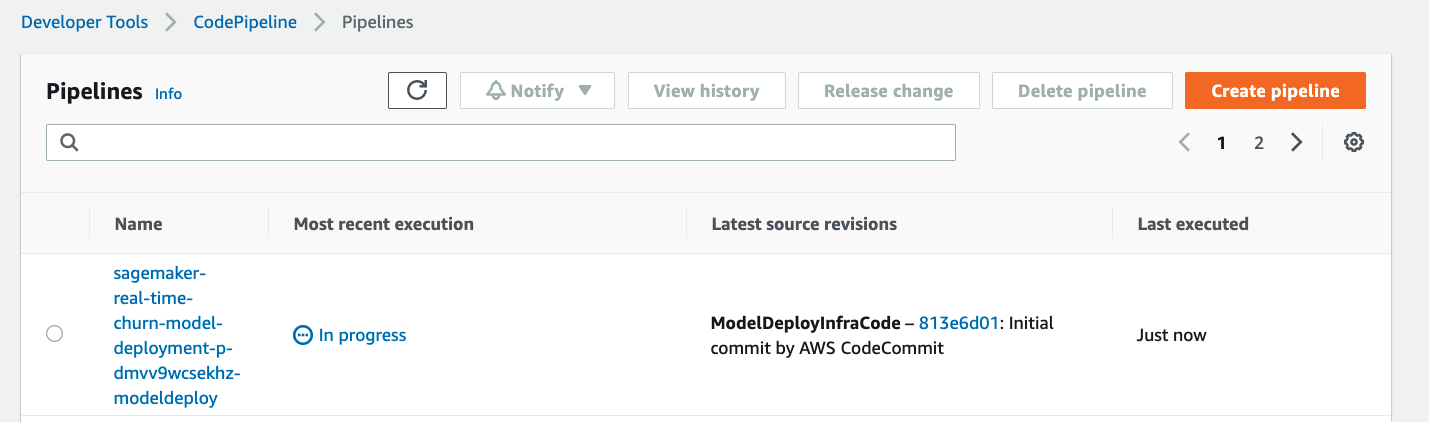 Developer Tools > CodePipeline > Pipelines
Pipelines Info Notify View history Release change Delete pipeline Create pipeline
1 2
Name Most recent execution Latest source revisions Last executed
sagemaker-
real-time-
churn-model-
deployment-p-
dmvv9wcsekhz-
modeldeploy
In progress
ModelDeployInfraCode – 813e6d01: Initial
commit by AWS CodeCommit
Just now